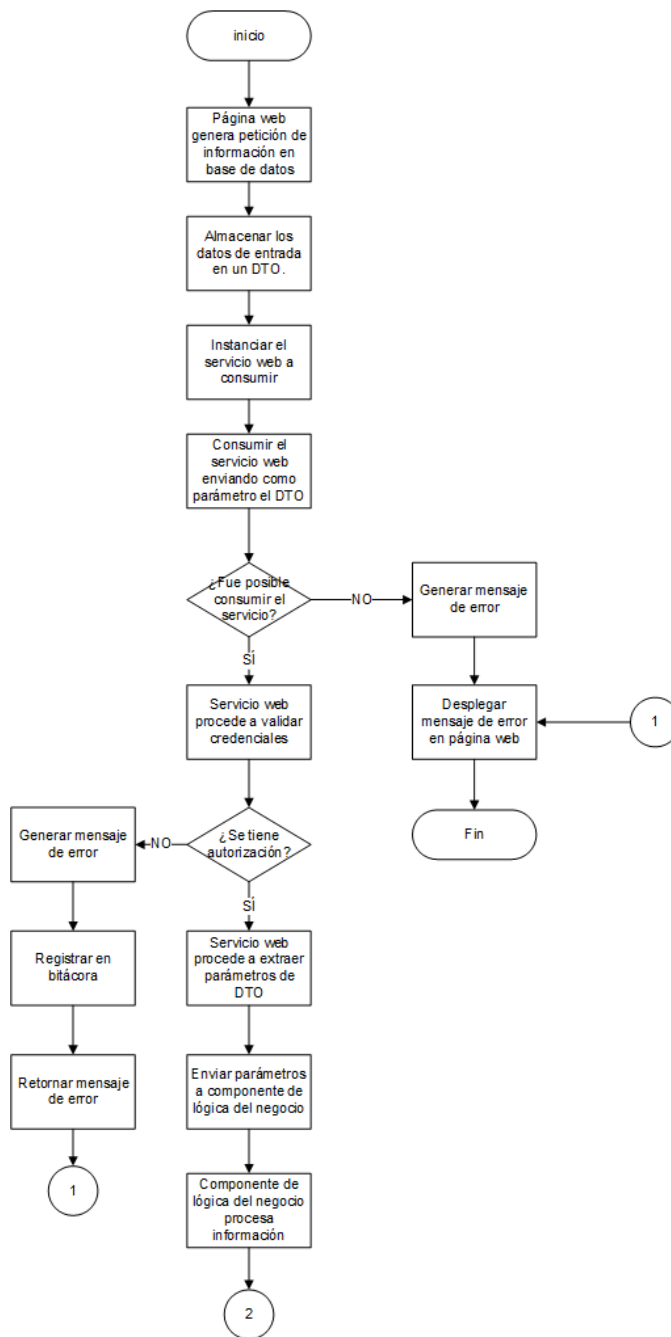 inicio
Página web
genera petición de
información en
base de datos
Almacenar los
datos de entrada
en un DTO.
Instanciar el
servicio web a
consumir
Consumir el
servicio web
enviando como
parámetro el DTO
¿Fue posible
consumir el
servicio?
NO
Generar mensaje
de error
SÍ
Servicio web
procede a validar
credenciales
Desplegar
mensaje de error
en página web
1
Fin
¿Se tiene
autorización?
NO
Generar mensaje
de error
SÍ
Registrar en
bitácora
Servicio web
procede a extraer
parámetros de
DTO
Retornar mensaje
de error
Enviar parámetros
a componente de
lógica del negocio
1
Componente de
lógica del negocio
procesa
información
2